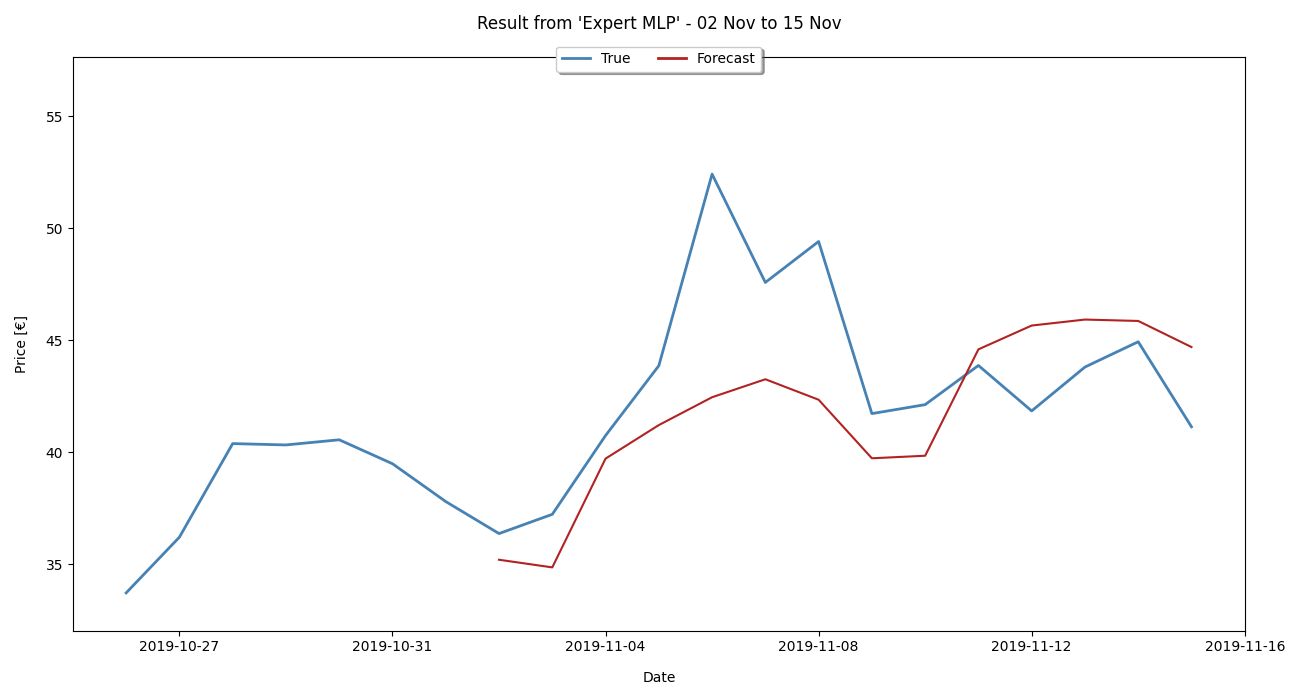 Result from 'Expert MLP' - 02 Nov to 15 Nov
True Forecast
55
50
45
40
35
Price [€]
2019-10-27 2019-10-31 2019-11-04 2019-11-08 2019-11-12 2019-11-16
Date